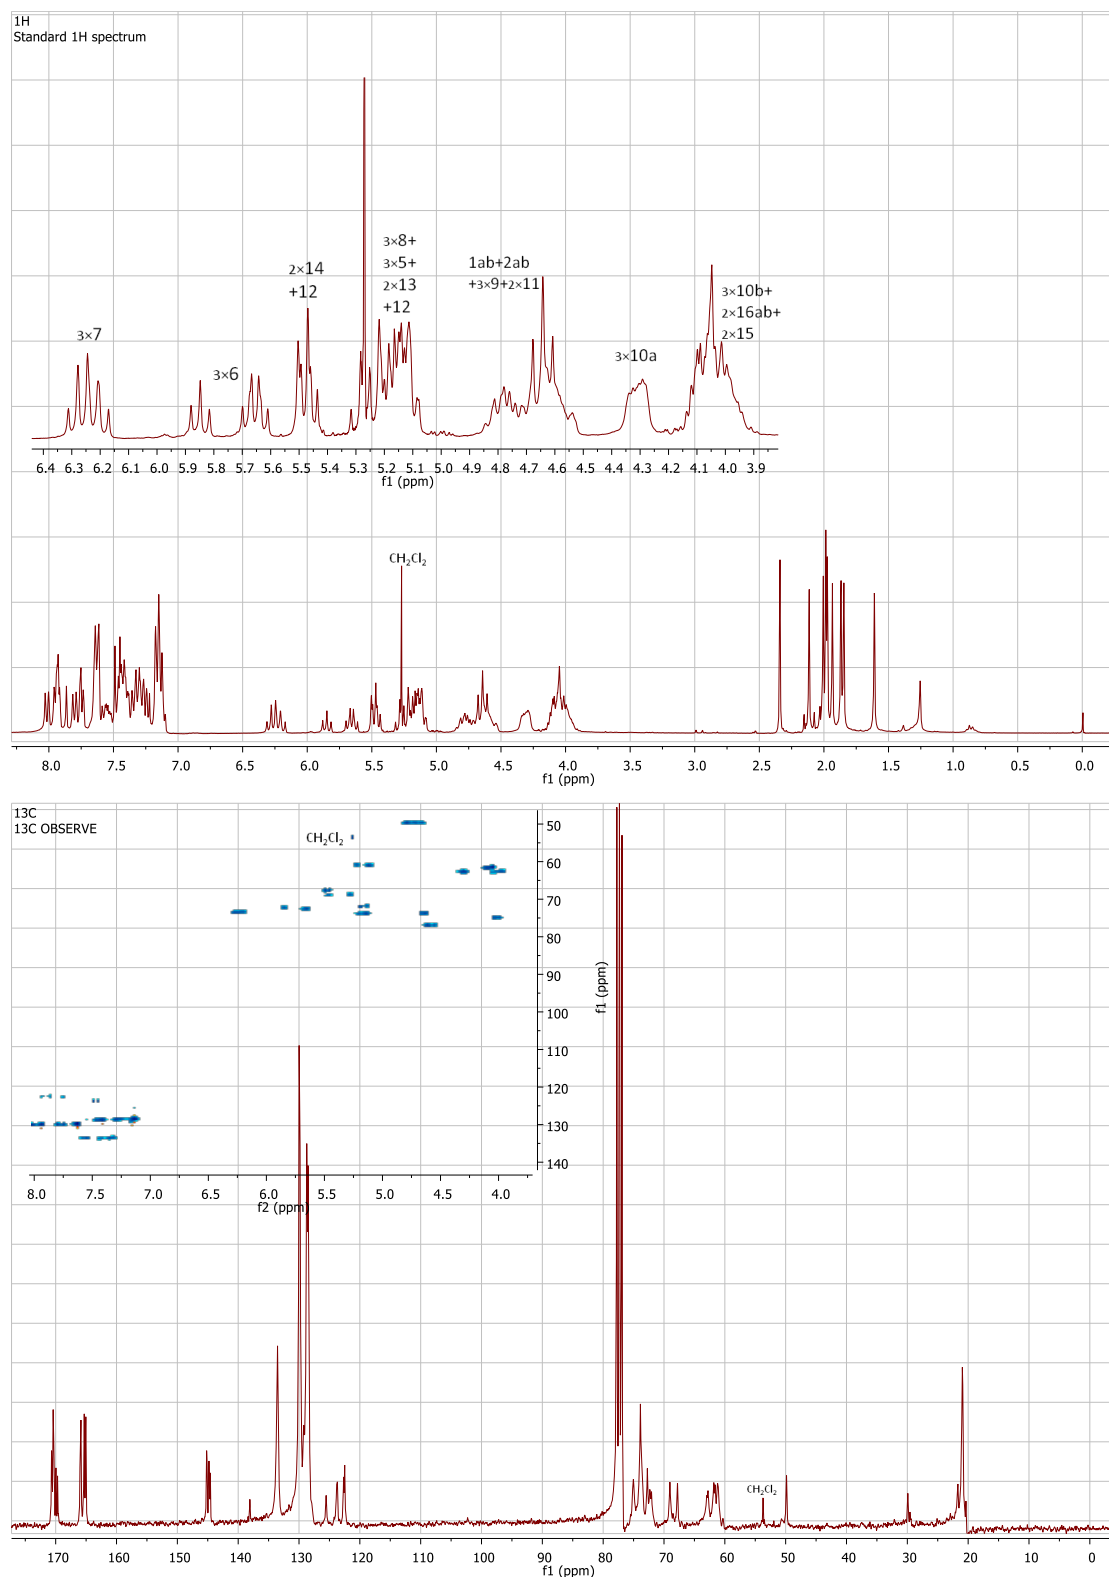 1H
Standard 1H spectrum
3×8+
3×5+
2×13
+12
2×14
+12
1ab+2ab
+3×9+2×11
3×10b+
2×16ab+
2×15
3×7
3×6
3×10a
6.4 6.3 6.2 6.1 6.0 5.9 5.8 5.7 5.6 5.5 5.4 5.3 5.2 5.1 5.0 4.9 4.8 4.7 4.6 4.5 4.4 4.3 4.2 4.1 4.0 3.9
f1 (ppm)
CH₂Cl₂
8.0 7.5 7.0 6.5 6.0 5.5 5.0 4.5 4.0 3.5 3.0 2.5 2.0 1.5 1.0 0.5 0.0
f1 (ppm)
13C
13C OBSERVE
CH₂Cl₂
50
60
70
80
90
100
110
120
130
140
f1 (ppm)
8.0 7.5 7.0 6.5 6.0 5.5 5.0 4.5 4.0
f2 (ppm)
CH₂Cl₂
170 160 150 140 130 120 110 100 90 80 70 60 50 40 30 20 10 0
f1 (ppm)